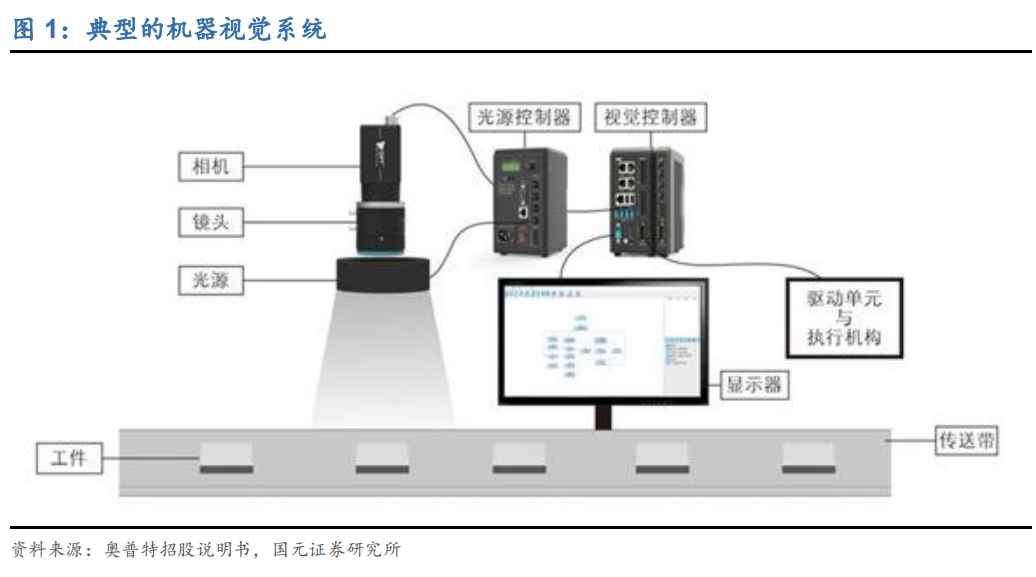 图 1：典型的机器视觉系统
光源控制器
视觉控制器
相机
镜头
光源
驱动单元
与
执行机构
显示器
工件
传送带
资料来源：奥普特招股说明书，国元证券研究所